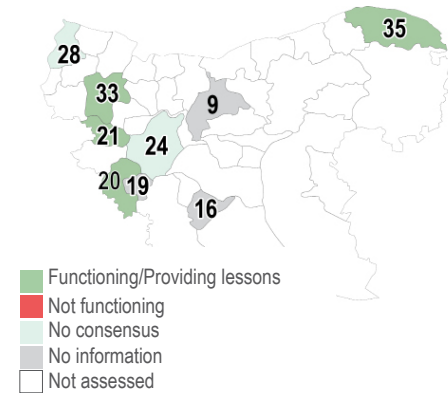 35
28
33
9
21
24
20
19
16
Functioning/Providing lessons
Not functioning
No consensus
No information
Not assessed